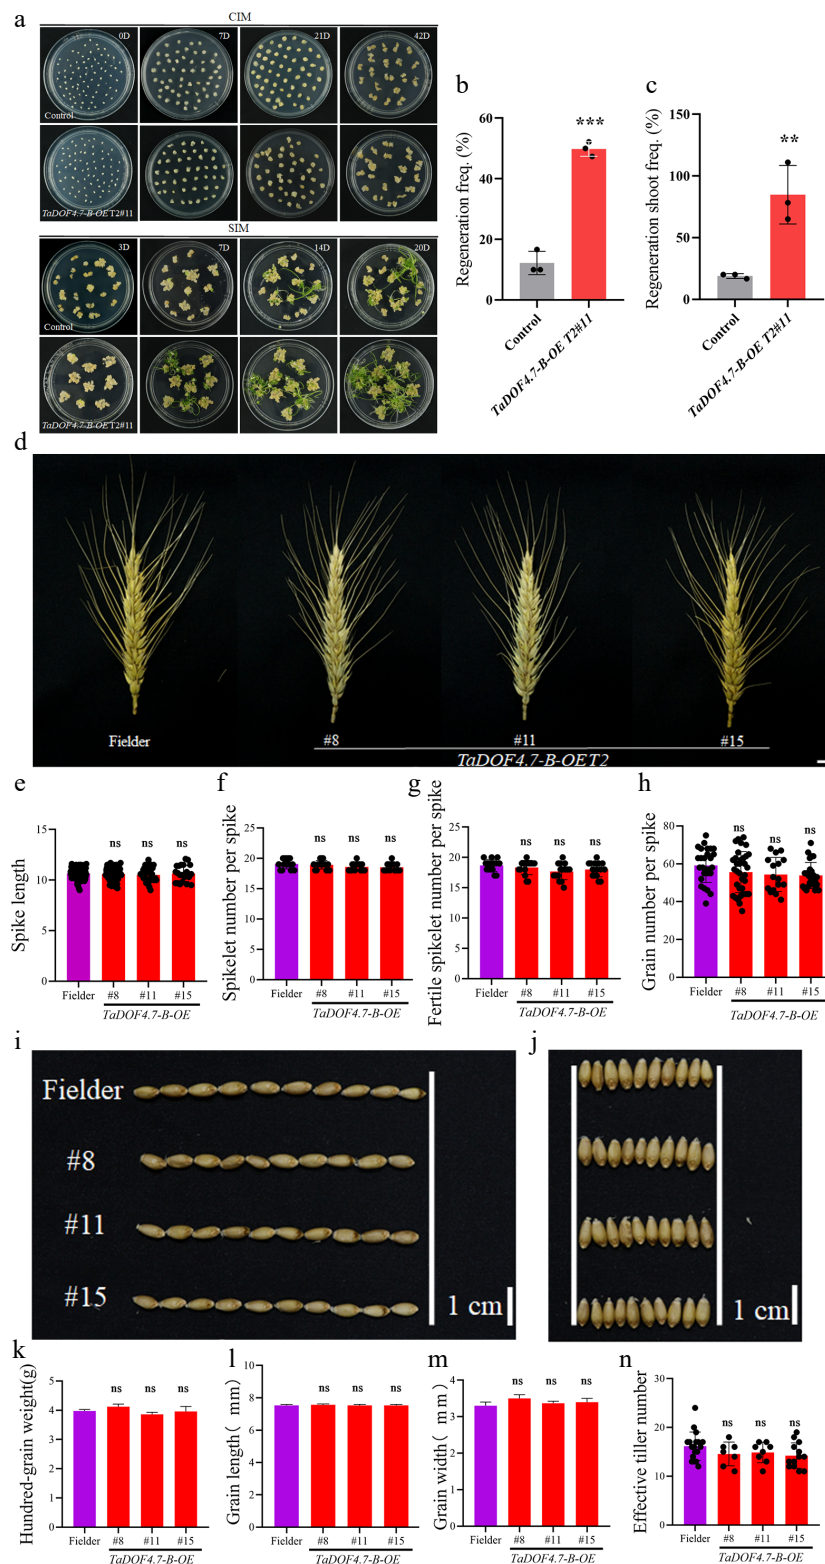 a
CIM
0D
7D
21D
42D
Control
TaDOF4.7-B-OE T2#11
SIM
3D
7D
14D
20D
Control
TaDOF4.7-B-OE T2#11
b
Regeneration freq. (%)
60
40
20
0
***
Control
TaDOF4.7-B-OE T2#11
c
Regeneration shoot freq. (%)
150
100
50
0
**
Control
TaDOF4.7-B-OE T2#11
d
Fielder
#8
#11
#15
TaDOF4.7-B-OET2
e
Spike length
15
10
5
0
ns ns ns
Fielder #8 #11 #15
TaDOF4.7-B-OE
f
Spikelet number per spike
25
20
15
10
5
0
ns ns ns
Fielder #8 #11 #15
TaDOF4.7-B-OE
g
Fertile spikelet number per spike
25
20
15
10
5
0
ns ns ns
Fielder #8 #11 #15
TaDOF4.7-B-OE
h
Grain number per spike
80
60
40
20
0
ns ns ns
Fielder #8 #11 #15
TaDOF4.7-B-OE
i
Fielder
#8
#11
#15
1 cm
j
1 cm
k
Hundred-grain weight(g)
5
4
3
2
1
0
ns ns ns
Fielder #8 #11 #15
TaDOF4.7-B-OE
l
Grain length( mm)
10
8
6
4
2
0
ns ns ns
Fielder #8 #11 #15
TaDOF4.7-B-OE
m
Grain width( mm)
4
3
2
1
0
ns ns ns
Fielder #8 #11 #15
TaDOF4.7-B-OE
n
Effective tiller number
30
20
10
0
ns ns ns
Fielder #8 #11 #15
TaDOF4.7-B-OE